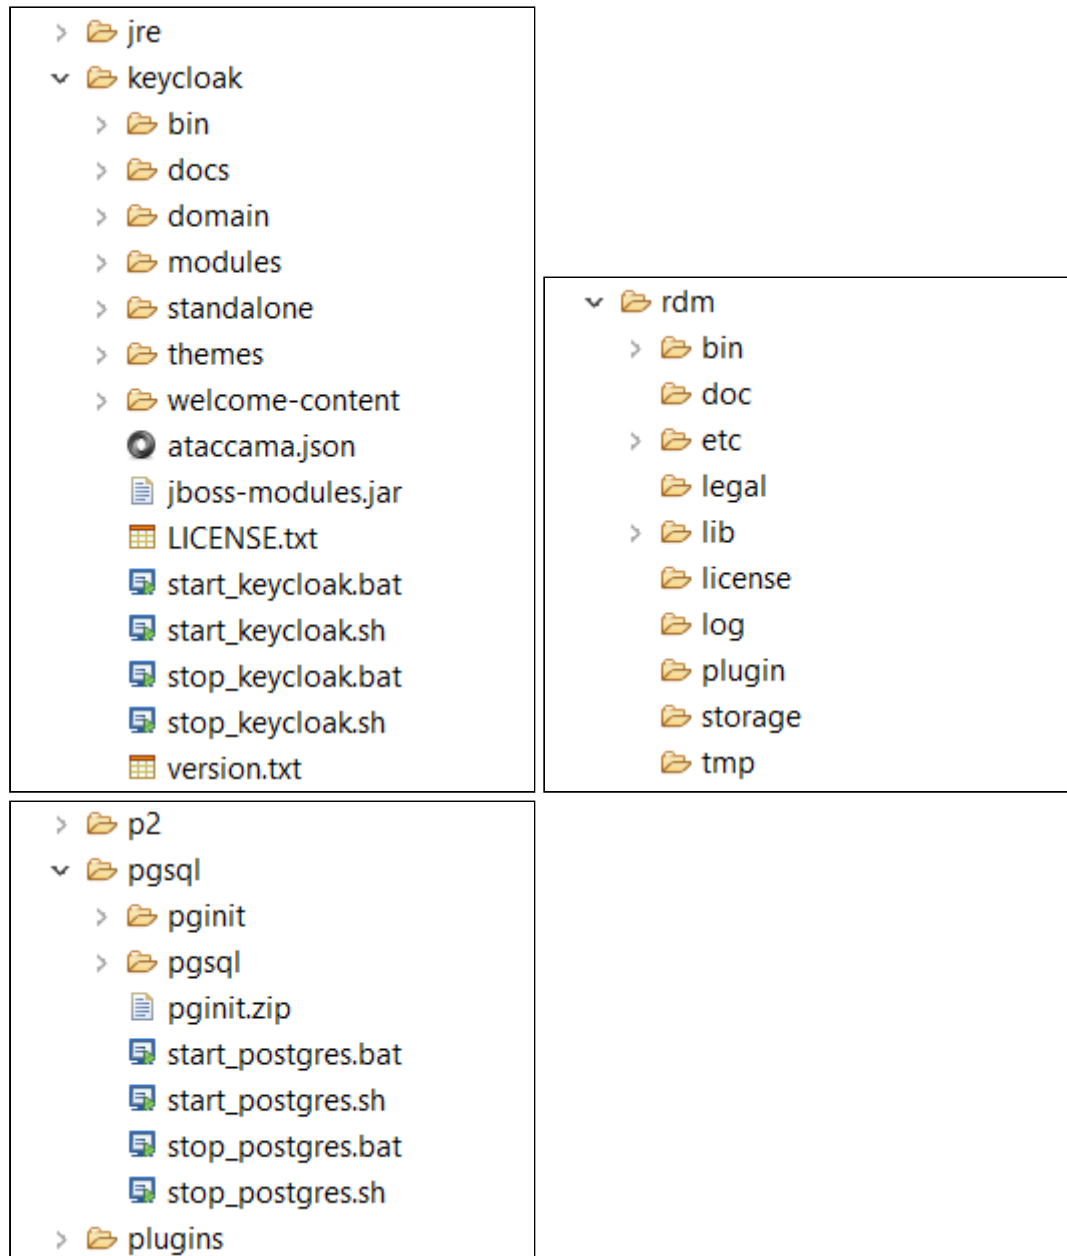 jre
keycloak
bin
docs
domain
modules
standalone
themes
welcome-content
ataccama.json
jboss-modules.jar
LICENSE.txt
start_keycloak.bat
start_keycloak.sh
stop_keycloak.bat
stop_keycloak.sh
version.txt
rdm
bin
doc
etc
legal
lib
license
log
plugin
storage
tmp
p2
pgsql
pginit
pgsql
pginit.zip
start_postgres.bat
start_postgres.sh
stop_postgres.bat
stop_postgres.sh
plugins